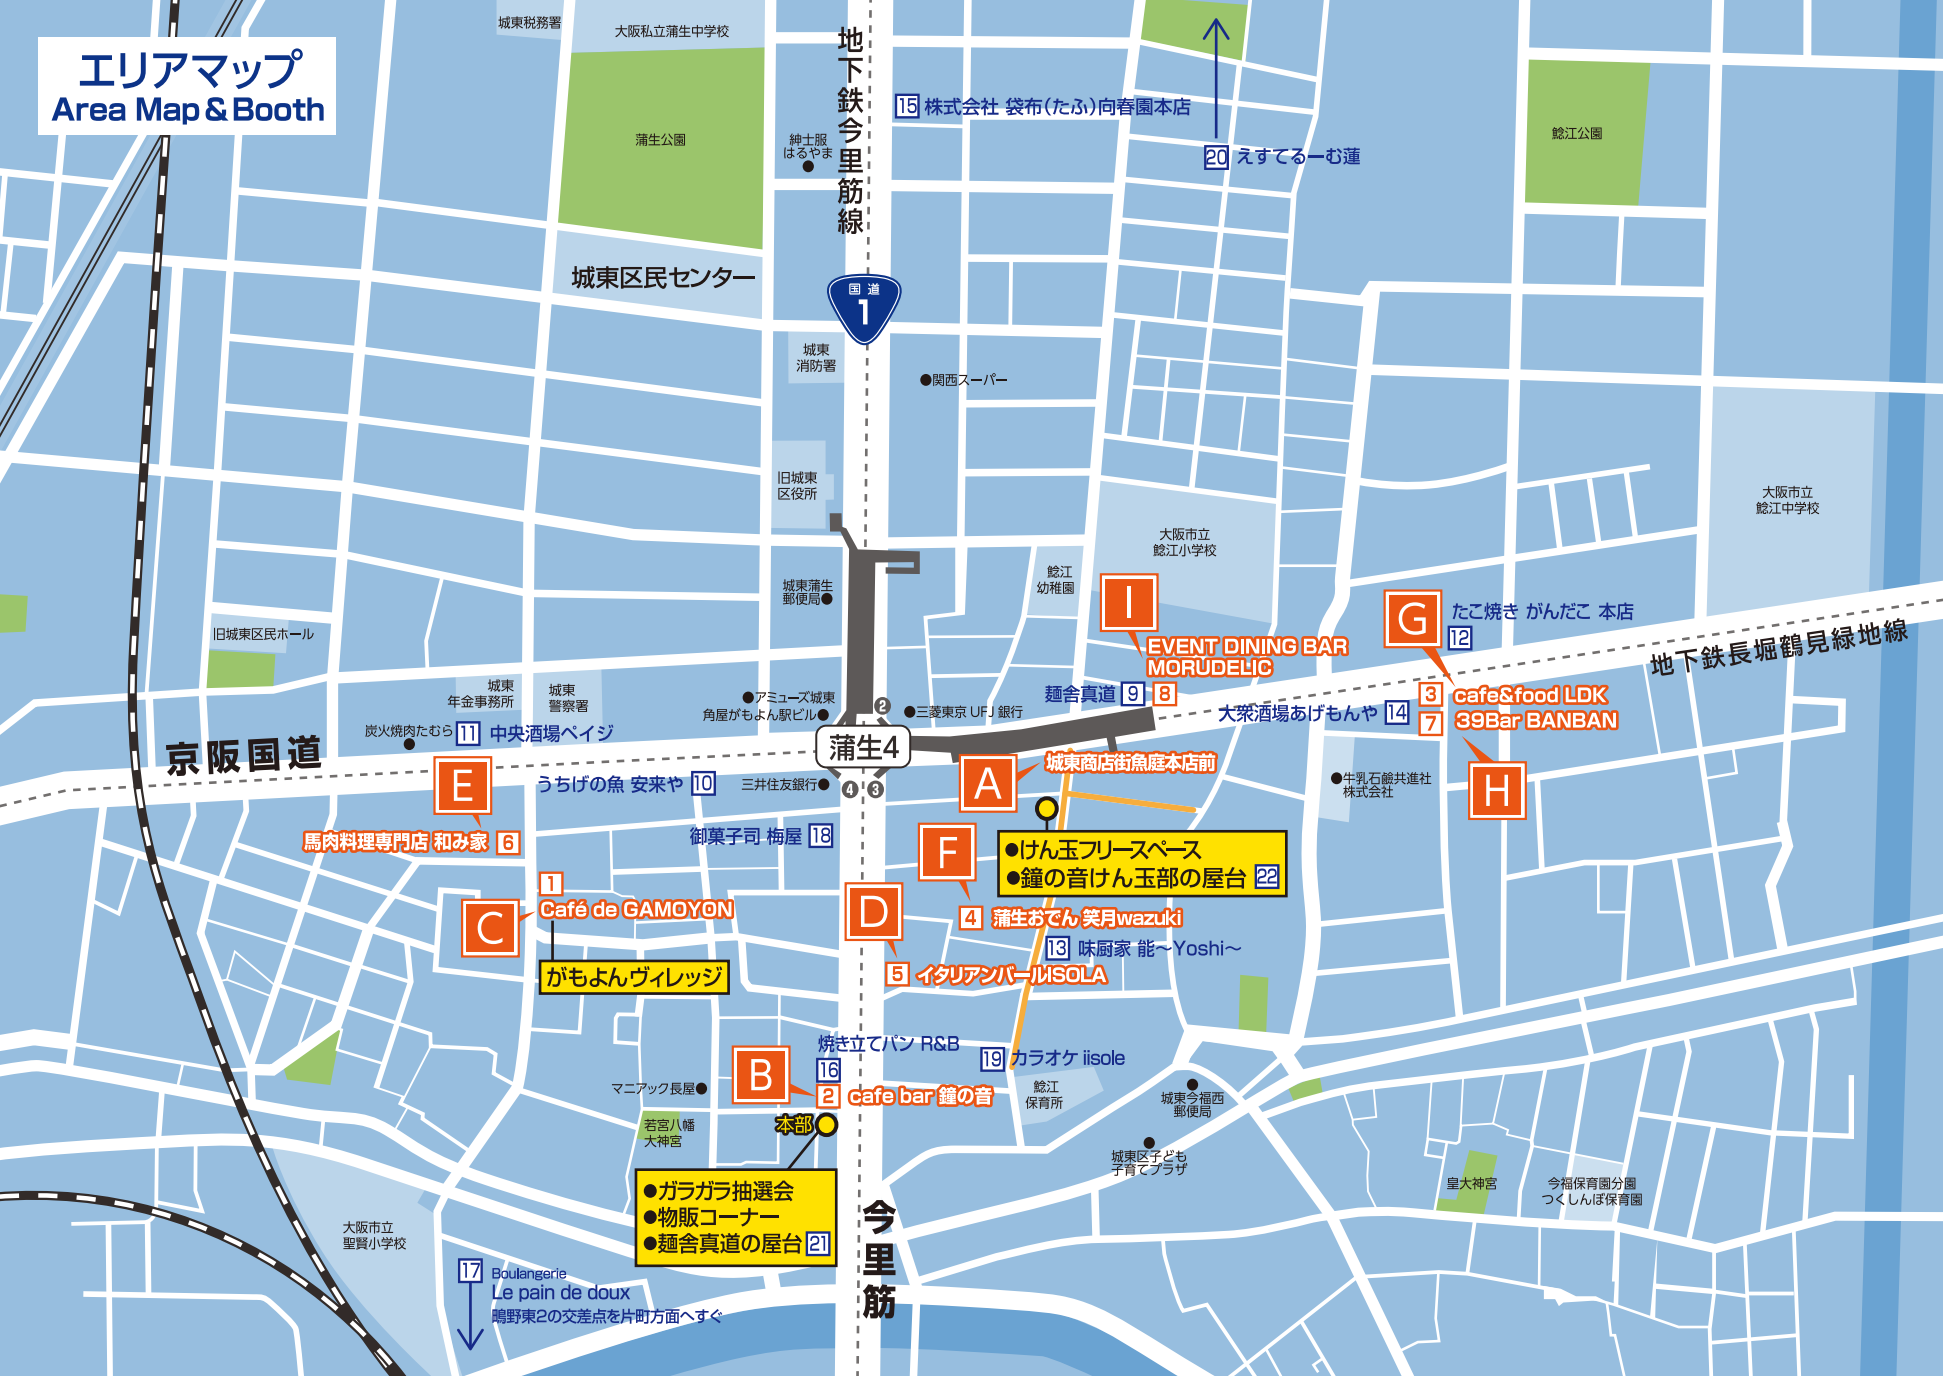 エリアマップ
Area Map & Booth
城東税務署
大阪私立蒲生中学校
地下鉄今里筋線
蒲生公園
紳士服
はるやま
15 株式会社 袋布(たふ)向春園本店
20 えすてるーむ蓮
鯰江公園
城東区民センター
国道
1
城東
消防署
関西スーパー
旧城東
区役所
大阪市立
鯰江小学校
大阪市立
鯰江中学校
鯰江
幼稚園
城東蒲生
郵便局
旧城東区民ホール
I
EVENT DINING BAR
MORUDELIC
G
たこ焼き がんだこ 本店
12
地下鉄長堀鶴見緑地線
城東
年金事務所
城東
警察署
アミューズ城東
角屋がもよん駅ビル
2
三菱東京 UFJ 銀行
麺舎真道 9
8
大衆酒場あげもんや 14
3 cafe&food LDK
7 39Bar BANBAN
H
京阪国道
炭火焼肉たむら
11 中央酒場ペイジ
蒲生4
A
城東商店街魚庭本店前
牛乳石鹸共進社
株式会社
E
うちげの魚 安来や 10
三井住友銀行
4
3
馬肉料理専門店 和み家 6
御菓子司 梅屋 18
F
●けん玉フリースペース
●鐘の音けん玉部の屋台 22
1
Café de GAMOYON
C
がもよんヴィレッジ
D
4 蒲生おでん 笑月wazuki
13 味厨家 能～Yoshi～
5 イタリアンバールISOLA
焼き立てパン R&B
16
B
2 cafe bar 鐘の音
19 カラオケ iisole
マニアック長屋
鯰江
保育所
城東今福西
郵便局
若宮八幡
大神宮
本部
城東区子ども
子育てプラザ
●ガラガラ抽選会
●物販コーナー
●麺舎真道の屋台 21
皇大神宮
今福保育園分園
つくしんぼ保育園
大阪市立
聖賢小学校
今里筋
17 Boulangerie
Le pain de doux
鴫野東2の交差点を片町方面へすぐ